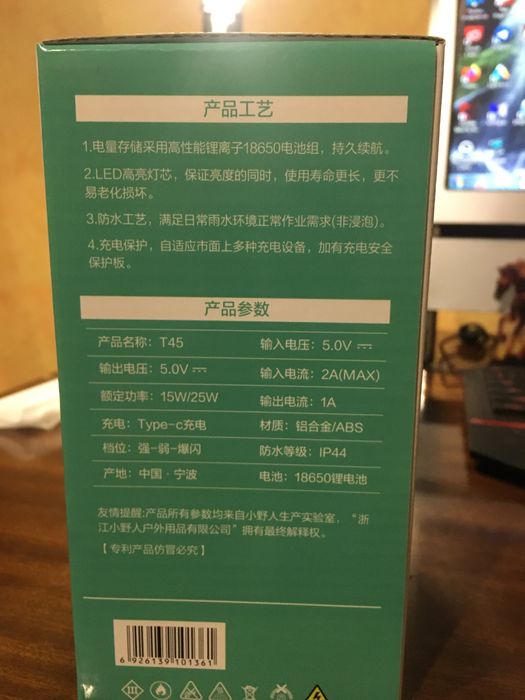 产品工艺
1.电量存储采用高性能锂离子18650电池组，持久续航。
2.LED高亮灯芯，保证亮度的同时，使用寿命更长，更不
易老化损坏。
3.防水工艺，满足日常雨水环境正常作业需求(非浸泡)。
4.充电保护，自适应市面上多种充电设备，加有充电安全
保护板。
产品参数
产品名称：T45 输入电压：5.0V
输出电压：5.0V 输入电流：2A(MAX)
额定功率：15W/25W 输出电流：1A
充电：Type-c充电 材质：铝合金/ABS
档位：强-弱-爆闪 防水等级：IP44
产地：中国·宁波 电池：18650锂电池
友情提醒:产品所有参数均来自小野人生产实验室，“浙
江小野人户外用品有限公司”拥有最终解释权。
【专利产品仿冒必究】
6 926139 101361